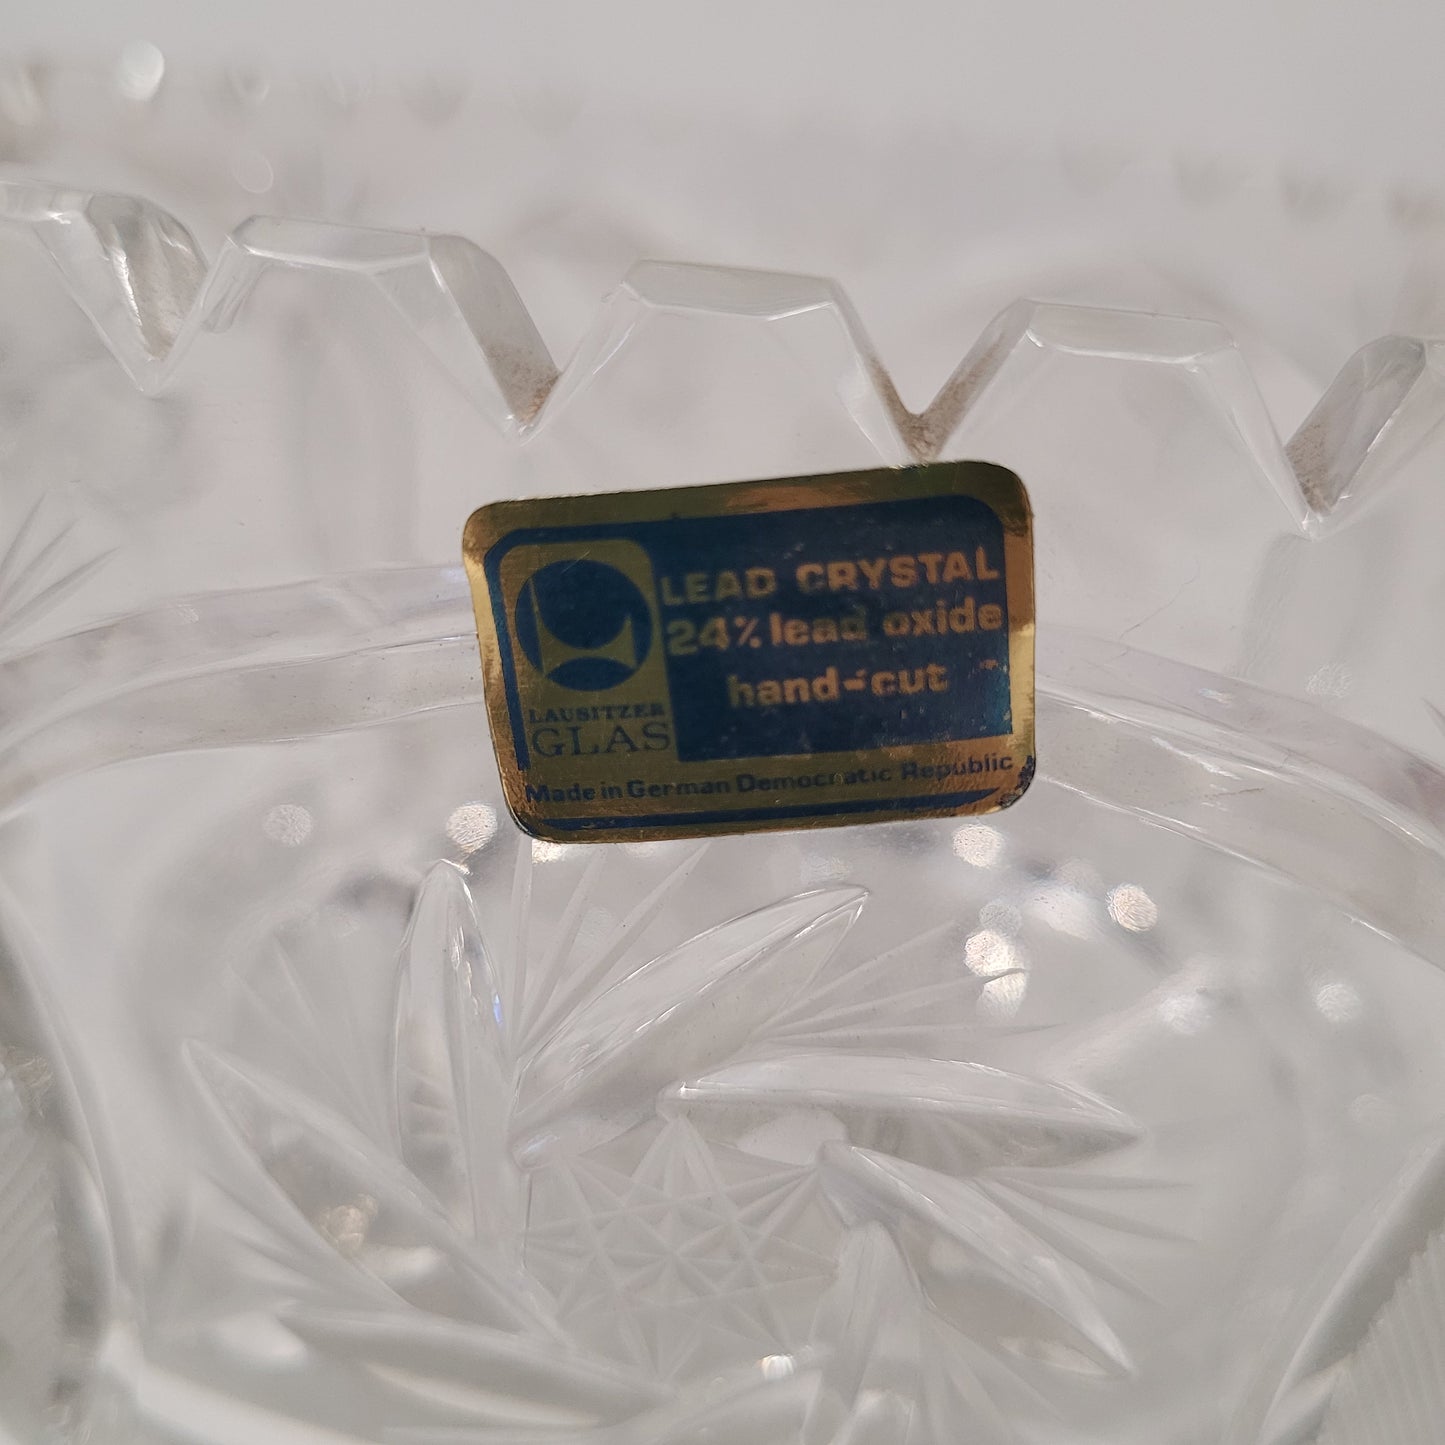 LEAD CRYSTAL
24% lead oxide
hand-cut
LAUSITZER
GLAS
Made in German Democratic Republic